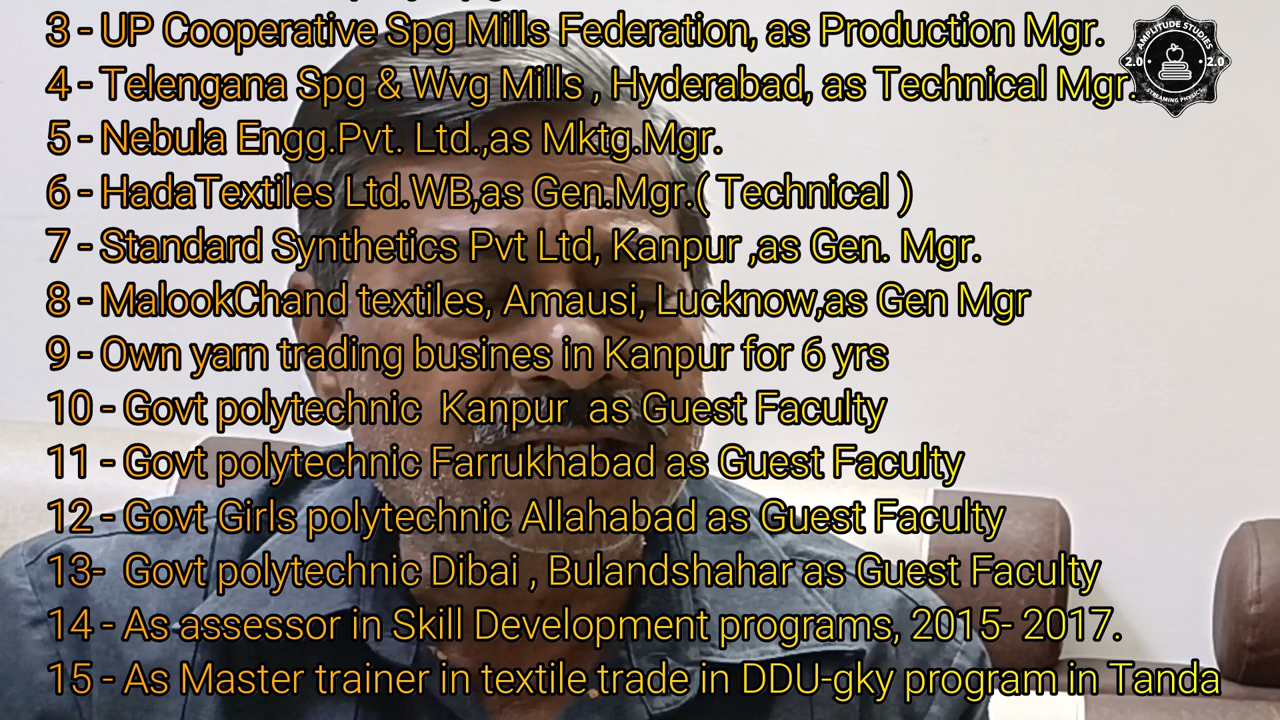 3 - UP Cooperative Spg Mills Federation, as Production Mgr.
4 - Telengana Spg & Wvg Mills , Hyderabad, as Technical Mgr.
5 - Nebula Engg.Pvt. Ltd.,as Mktg.Mgr.
6 - HadaTextiles Ltd.WB,as Gen.Mgr.( Technical )
7 - Standard Synthetics Pvt Ltd, Kanpur ,as Gen. Mgr.
8 - MalookChand textiles, Amausi, Lucknow,as Gen Mgr
9 - Own yarn trading busines in Kanpur for 6 yrs
10 - Govt polytechnic  Kanpur  as Guest Faculty
11 - Govt polytechnic Farrukhabad as Guest Faculty
12 - Govt Girls polytechnic Allahabad as Guest Faculty
13-  Govt polytechnic Dibai , Bulandshahar as Guest Faculty
14 - As assessor in Skill Development programs, 2015- 2017.
15 - As Master trainer in textile trade in DDU-gky program in Tanda
AMPLITUDE STUDIES
2.0 2.0
STREAMING PHYSICS